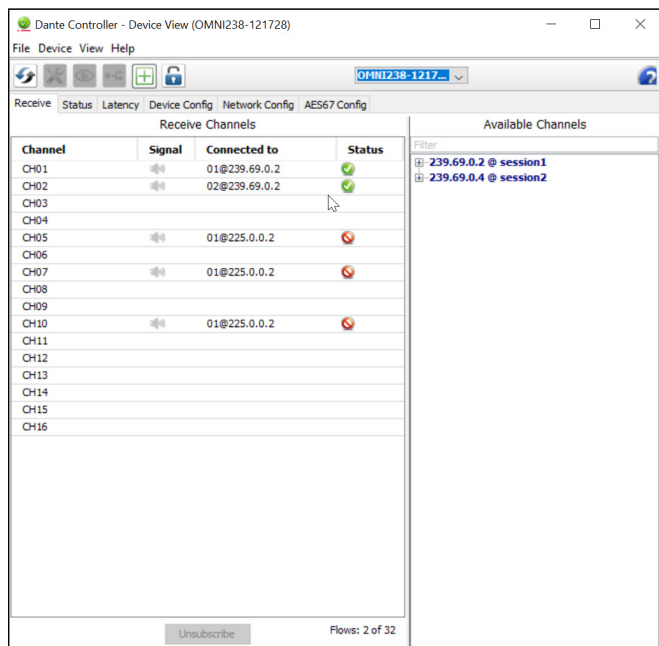 Dante Controller - Device View (OMNI238-121728)
File Device View Help
OMNI238-1217...
Receive Status Latency Device Config Network Config AES67 Config
Receive Channels
Channel Signal Connected to Status
CH01 01@239.69.0.2
CH02 02@239.69.0.2
CH03
CH04
CH05 01@225.0.0.2
CH06
CH07 01@225.0.0.2
CH08
CH09
CH10 01@225.0.0.2
CH11
CH12
CH13
CH14
CH15
CH16
Unsubscribe Flows: 2 of 32
Available Channels
Filter
239.69.0.2 @ session1
239.69.0.4 @ session2